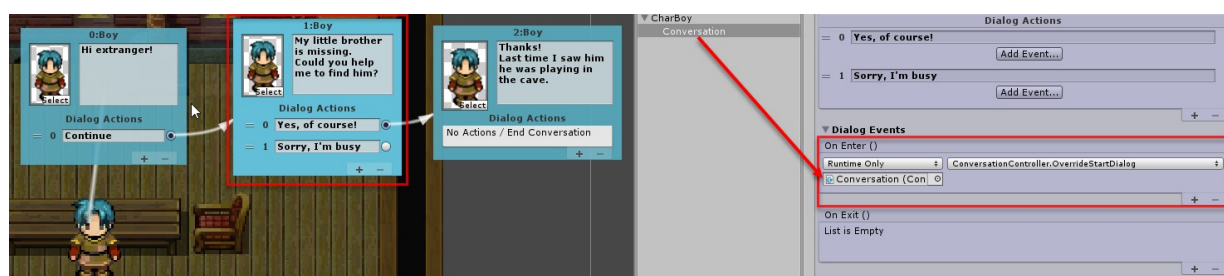 0:Boy
Hi extranger!
Select
Dialog Actions
= 0 Continue
+ -
1:Boy
My little brother
is missing.
Could you help
me to find him?
Select
Dialog Actions
= 0 Yes, of course!
= 1 Sorry, I'm busy
+ -
2:Boy
Thanks!
Last time I saw him
he was playing in
the cave.
Select
Dialog Actions
No Actions / End Conversation
+ -
CharBoy
Conversation
Dialog Actions
= 0 Yes, of course!
Add Event...
= 1 Sorry, I'm busy
Add Event...
+ -
Dialog Events
On Enter ()
Runtime Only
ConversationController.OverrideStartDialog
Conversation (Con
+ -
On Exit ()
List is Empty
+ -